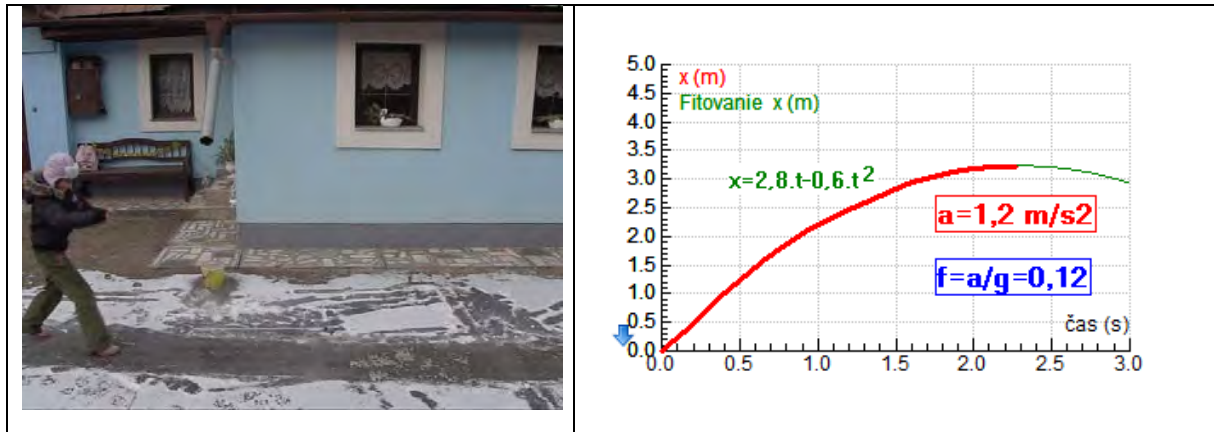 5.0
x (m)
4.5
Fitovanie x (m)
4.0
3.5
x=2,8.t-0,6.t²
3.0
a=1,2 m/s2
2.5
2.0
1.5
f=a/g=0,12
1.0
0.5
čas (s)
0.0
0.0 0.5 1.0 1.5 2.0 2.5 3.0